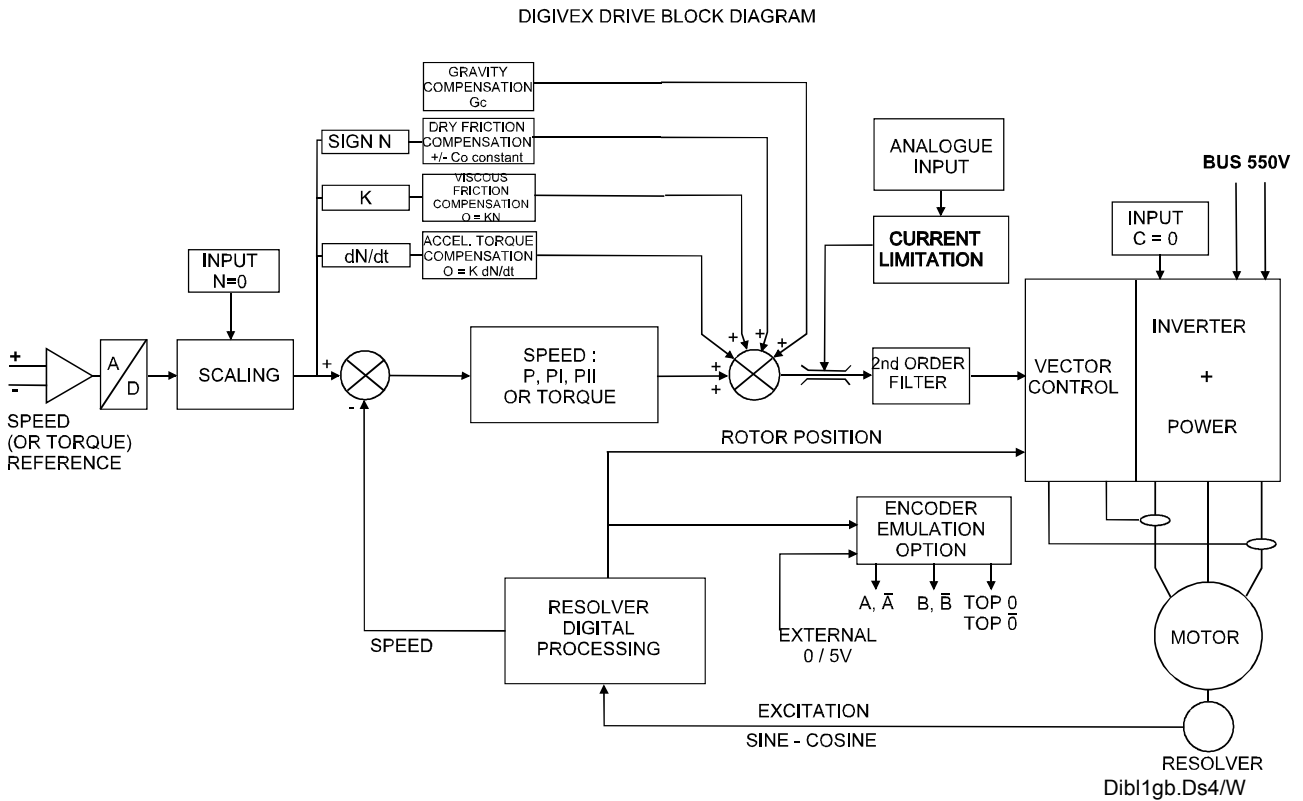 DIGIVEX DRIVE BLOCK DIAGRAM
GRAVITY
COMPENSATION
Gc
SIGN N
DRY FRICTION
COMPENSATION
+/- Co constant
K
VISCOUS
FRICTION
COMPENSATION
O = KN
dN/dt
ACCEL. TORQUE
COMPENSATION
O = K dN/dt
ANALOGUE
INPUT
CURRENT
LIMITATION
BUS 550V
INPUT
C = 0
INPUT
N=0
+
-
A
D
SCALING
+
-
SPEED :
P, PI, PII
OR TORQUE
+
+
+
+
+
+
2nd ORDER
FILTER
VECTOR
CONTROL
INVERTER
+
POWER
SPEED
(OR TORQUE)
REFERENCE
ROTOR POSITION
ENCODER
EMULATION
OPTION
A, A̅
B, B̅
TOP 0
TOP 0̅
EXTERNAL
0 / 5V
RESOLVER
DIGITAL
PROCESSING
SPEED
MOTOR
EXCITATION
SINE - COSINE
RESOLVER
Dibl1gb.Ds4/W